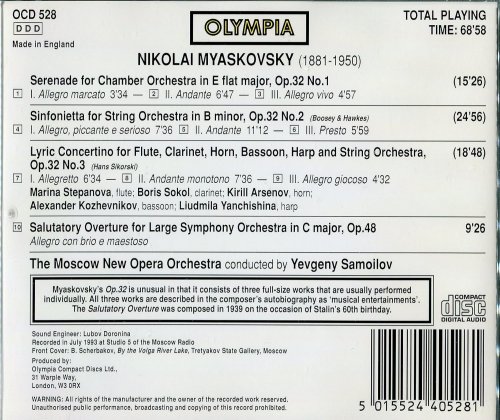 OCD 528
DDD
Made in England
OLYMPIA
TOTAL PLAYING
TIME: 68'58
NIKOLAI MYASKOVSKY (1881-1950)
Serenade for Chamber Orchestra in E flat major, Op.32 No.1 (15'26)
1 I. Allegro marcato 3'34 – 2 II. Andante 6'47 – 3 III. Allegro vivo 4'57
Sinfonietta for String Orchestra in B minor, Op.32 No.2 (Boosey & Hawkes) (24'56)
4 I. Allegro, piccante e serioso 7'36 5 II. Andante 11'12 – 6 III. Presto 5'59
Lyric Concertino for Flute, Clarinet, Horn, Bassoon, Harp and String Orchestra, (18'48)
Op.32 No.3 (Hans Sikorski)
7 I. Allegretto 6'34 – 8 II. Andante monotono 7'36 – 9 III. Allegro giocoso 4'32
Marina Stepanova, flute; Boris Sokol, clarinet; Kirill Arsenov, horn;
Alexander Kozhevnikov, bassoon; Liudmila Yanchishina, harp
10 Salutatory Overture for Large Symphony Orchestra in C major, Op.48 9'26
Allegro con brio e maestoso
The Moscow New Opera Orchestra conducted by Yevgeny Samoilov
Myaskovsky's Op.32 is unusual in that it consists of three full-size works that are usually performed
individually. All three works are described in the composer's autobiography as 'musical entertainments'.
The Salutatory Overture was composed in 1939 on the occasion of Stalin's 60th birthday.
COMPACT
disc
DIGITAL AUDIO
Sound Engineer: Lubov Doronina
Recorded in July 1993 at Studio 5 of the Moscow Radio
Front Cover: B. Scherbakov, By the Volga River Lake, Tretyakov State Gallery, Moscow
Produced by:
Olympia Compact Discs Ltd.,
31 Warple Way,
London, W3 0RX
WARNING: All rights of the manufacturer and the owner of the recorded work reserved.
Unauthorised public performance, broadcasting and copying of this record prohibited.
5 015524 405281